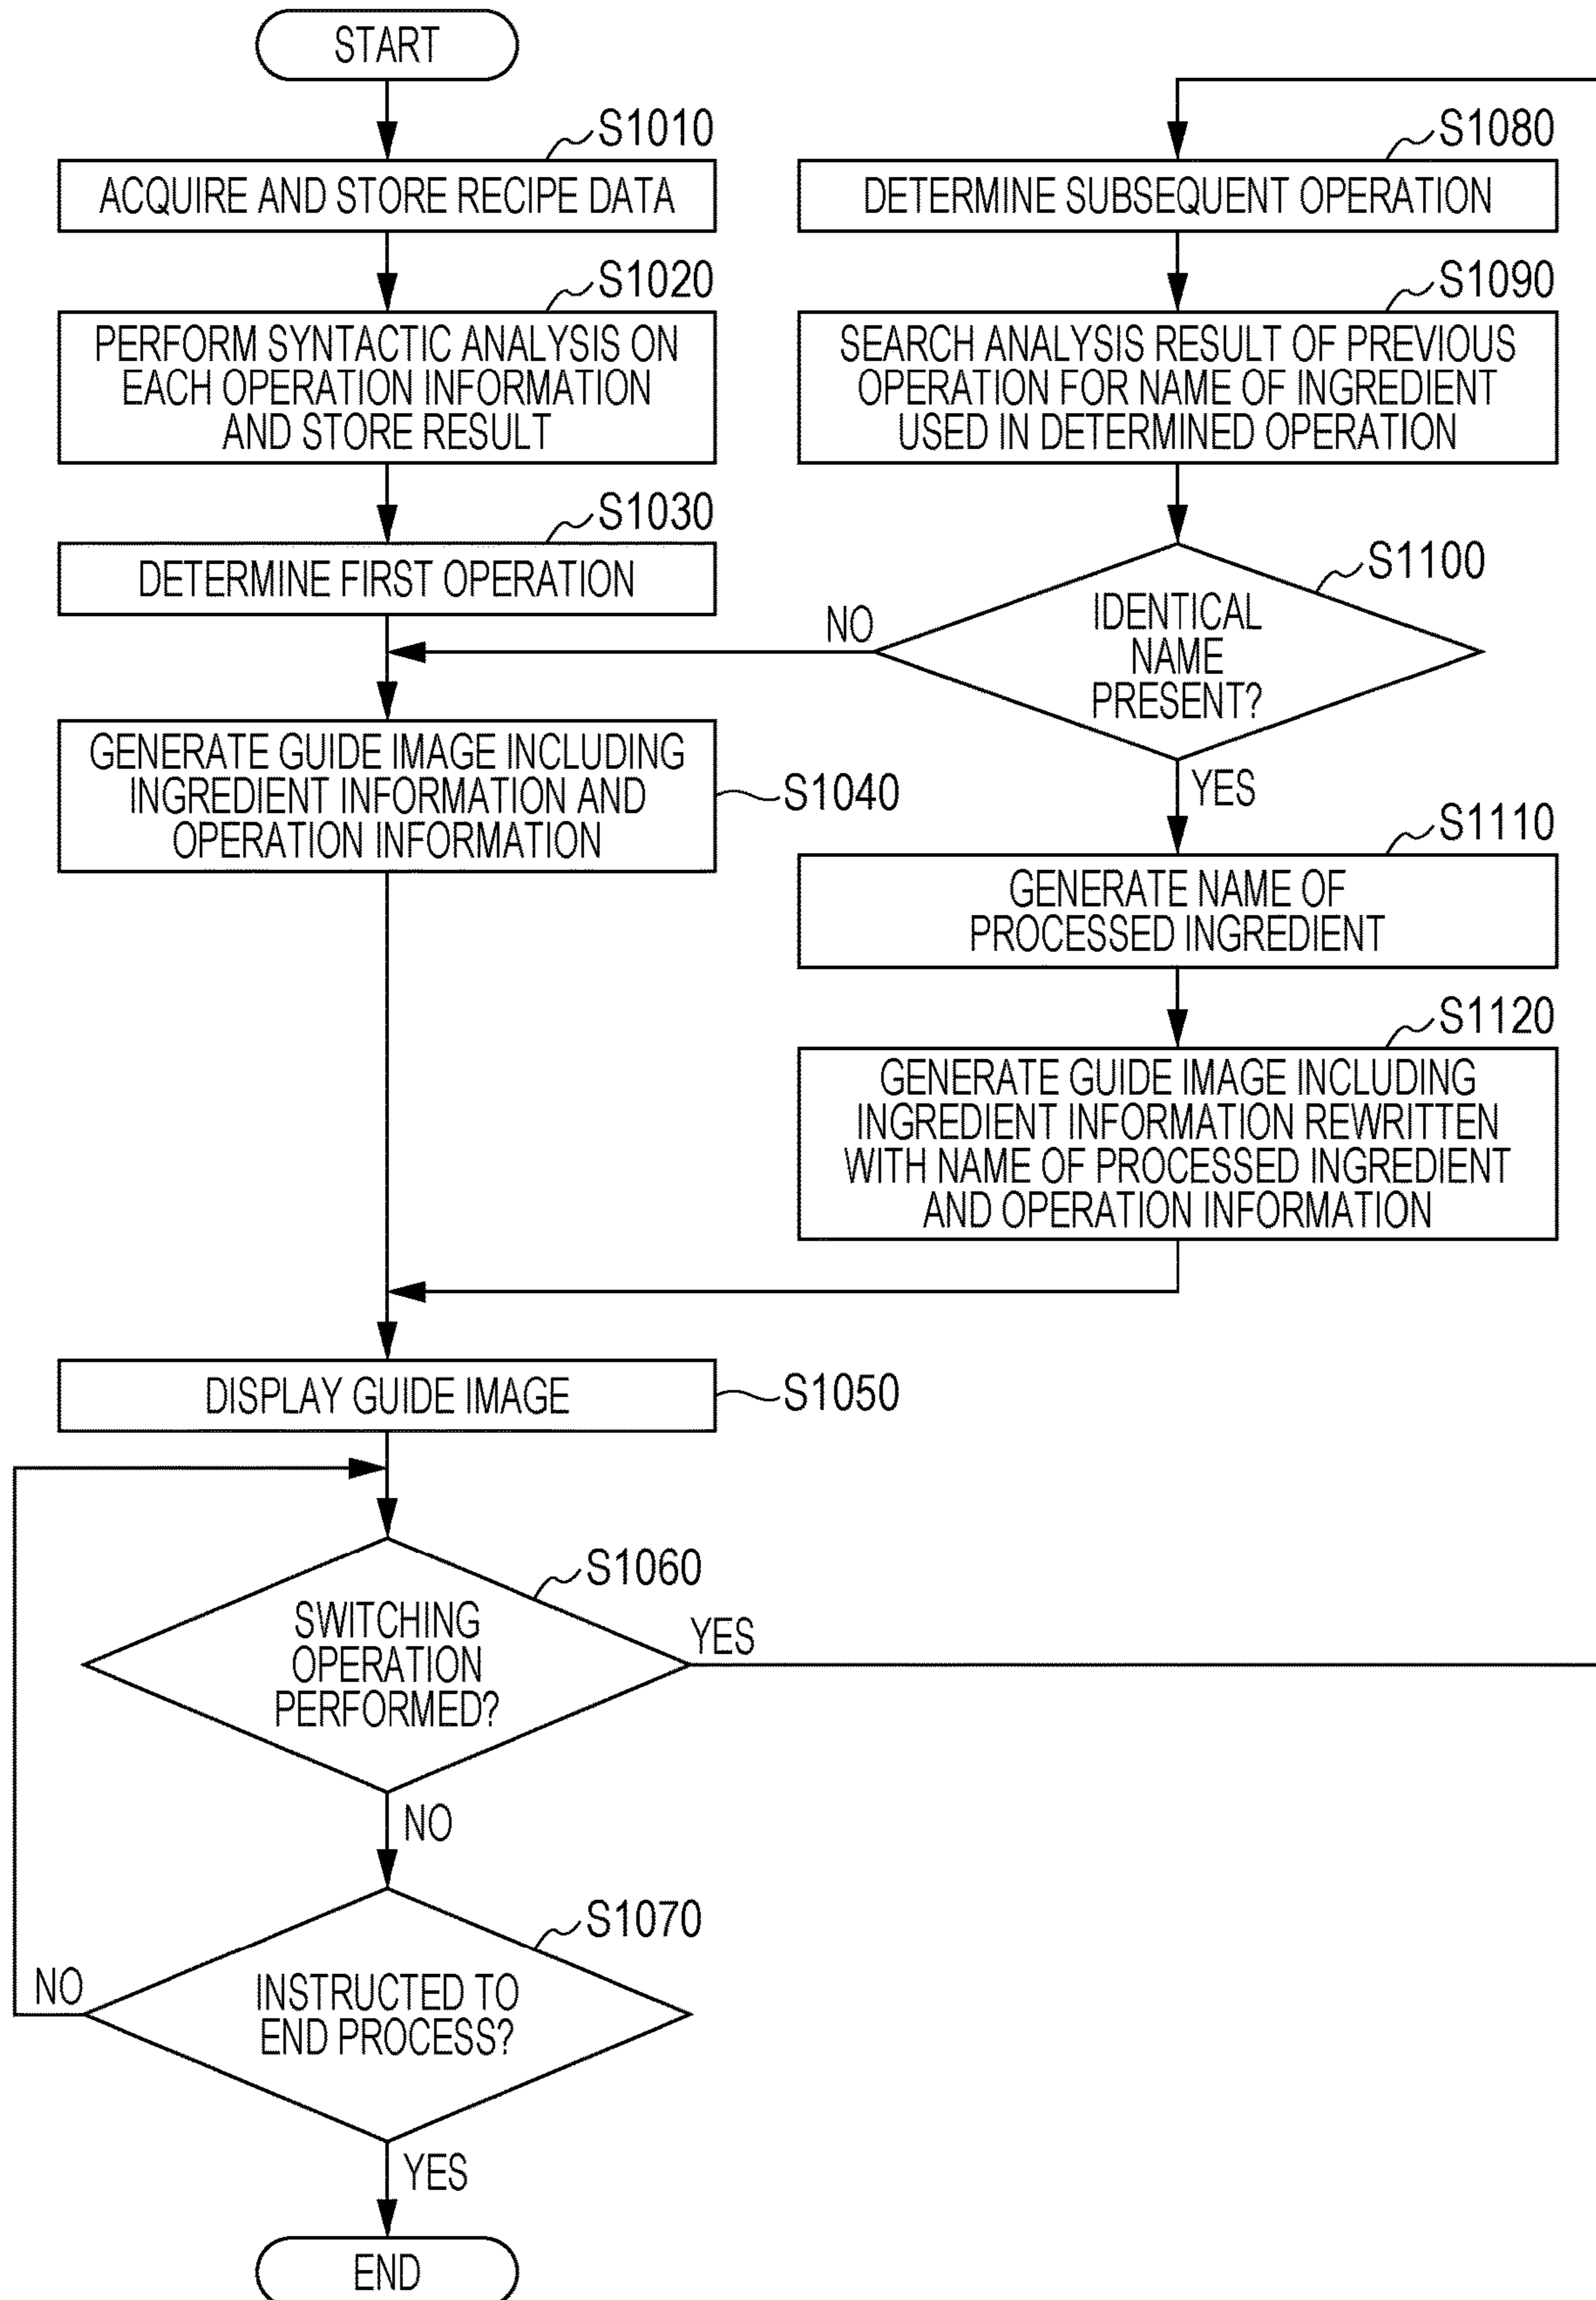 START
S1010
ACQUIRE AND STORE RECIPE DATA
S1020
PERFORM SYNTACTIC ANALYSIS ON
EACH OPERATION INFORMATION
AND STORE RESULT
S1030
DETERMINE FIRST OPERATION
GENERATE GUIDE IMAGE INCLUDING
INGREDIENT INFORMATION AND
OPERATION INFORMATION
S1040
S1080
DETERMINE SUBSEQUENT OPERATION
S1090
SEARCH ANALYSIS RESULT OF PREVIOUS
OPERATION FOR NAME OF INGREDIENT
USED IN DETERMINED OPERATION
S1100
NO
IDENTICAL
NAME
PRESENT?
YES
S1110
GENERATE NAME OF
PROCESSED INGREDIENT
S1120
GENERATE GUIDE IMAGE INCLUDING
INGREDIENT INFORMATION REWRITTEN
WITH NAME OF PROCESSED INGREDIENT
AND OPERATION INFORMATION
DISPLAY GUIDE IMAGE
S1050
S1060
SWITCHING
OPERATION
PERFORMED?
YES
NO
S1070
NO
INSTRUCTED TO
END PROCESS?
YES
END